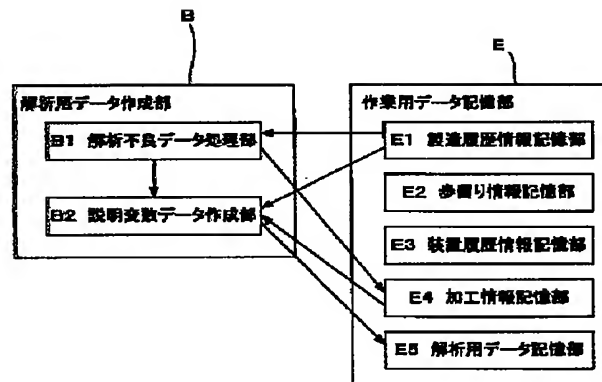 B
E
解析用データ作成部
作業用データ記憶部
B1 解析不良データ処理部
E1 製造履歴情報記憶部
E2 歩留り情報記憶部
B2 説明変数データ作成部
E3 装置履歴情報記憶部
E4 加工情報記憶部
E5 解析用データ記憶部